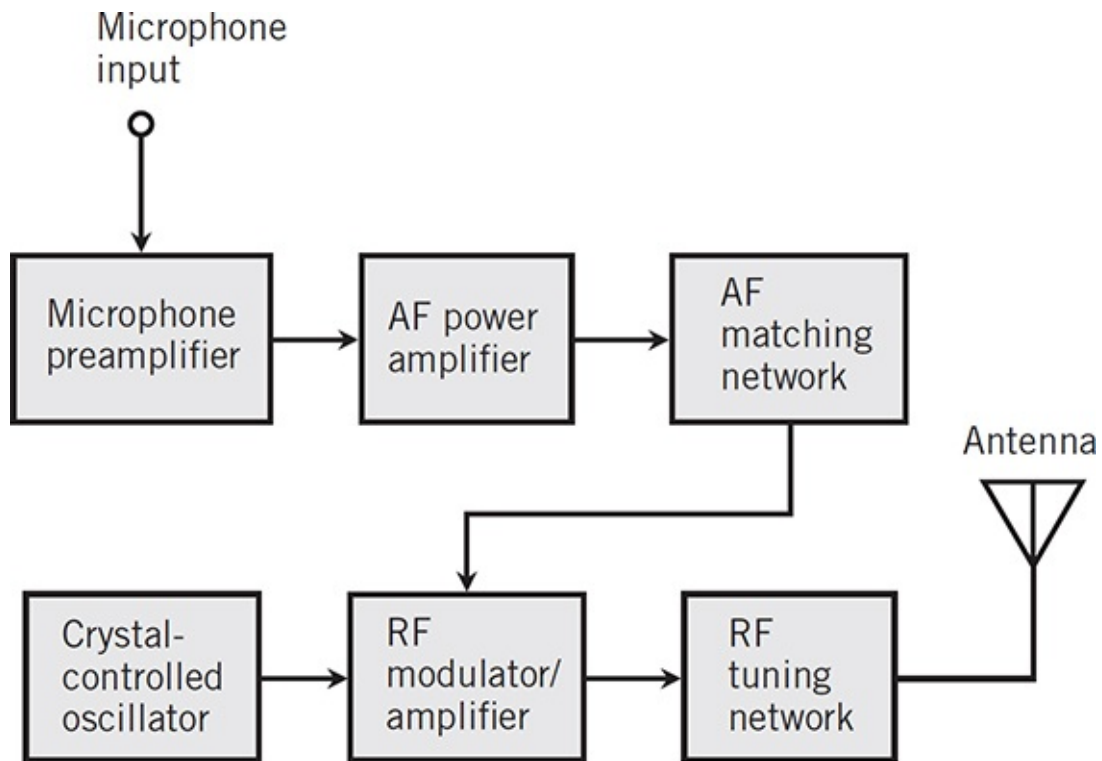 Microphone
input
Microphone
preamplifier
AF power
amplifier
AF
matching
network
Antenna
Crystal-
controlled
oscillator
RF
modulator/
amplifier
RF
tuning
network